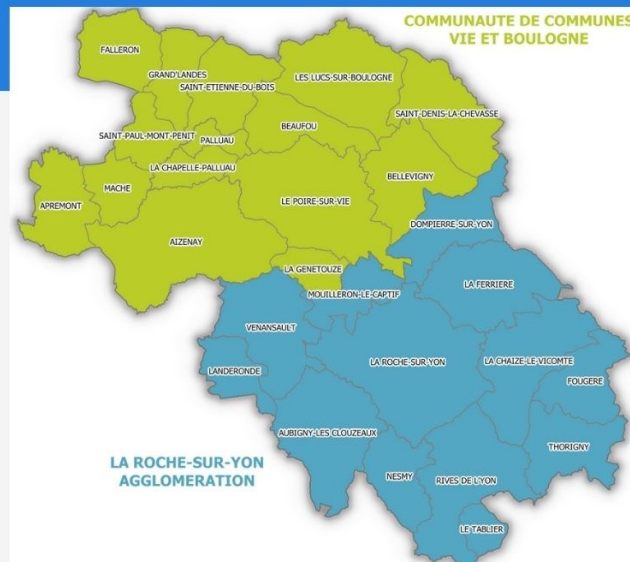 COMMUNAUTE DE COMMUNES
VIE ET BOULOGNE
FALLERON
GRAND'LANDES
SAINT-ETIENNE-DU-BOIS
LES LUCS-SUR-BOULOGNE
SAINT-DENIS-LA-CHEVASSE
SAINT-PAUL-MONT-PENIT
PALLUAU
BEAUFOU
LA CHAPELLE-PALLUAU
BELLEVIGNY
MACHE
APREMONT
LE POIRE-SUR-VIE
DOMPIERRE-SUR-YON
AIZENAY
LA GENETOUZE
LA FERRIERE
MOUILLERON-LE-CAPTIF
VENANSAULT
LA ROCHE-SUR-YON
LA CHAIZE-LE-VICOMTE
LANDERONDE
FOUGERE
AUBIGNY-LES CLOUZEAUX
THORIGNY
LA ROCHE-SUR-YON
AGGLOMERATION
NESMY
RIVES DE L'YON
LE TABLIER